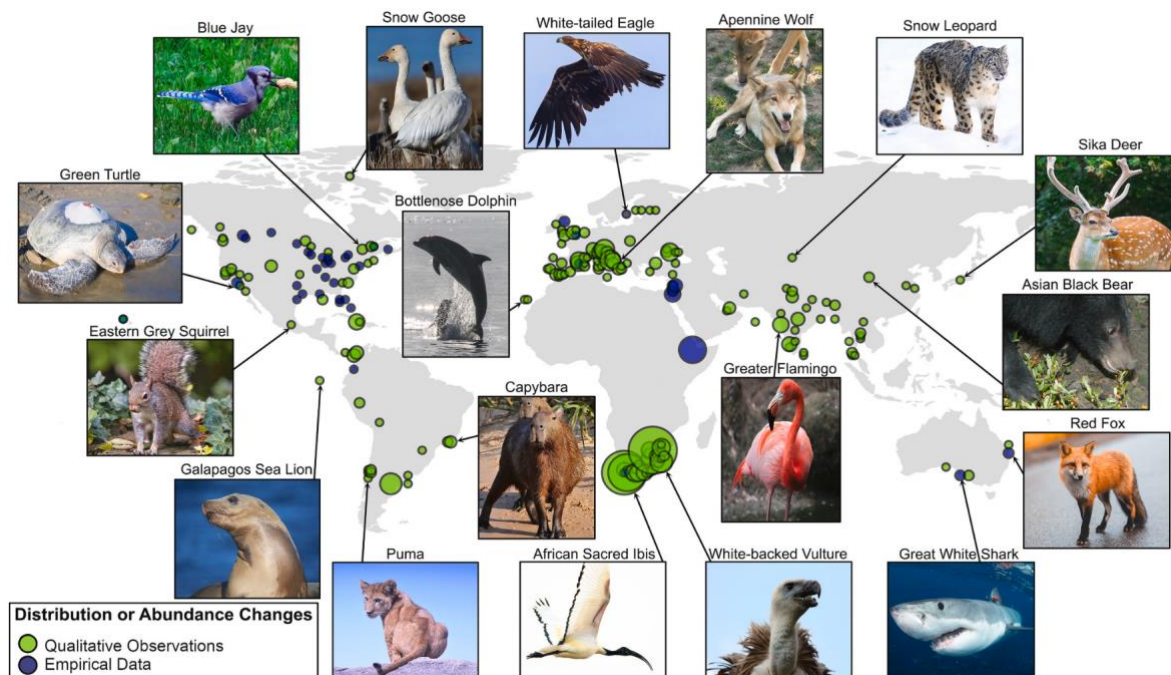 Blue Jay
Snow Goose
White-tailed Eagle
Apennine Wolf
Snow Leopard
Sika Deer
Green Turtle
Bottlenose Dolphin
Asian Black Bear
Eastern Grey Squirrel
Greater Flamingo
Capybara
Red Fox
Galapagos Sea Lion
Puma
African Sacred Ibis
White-backed Vulture
Great White Shark
Distribution or Abundance Changes
Qualitative Observations
Empirical Data